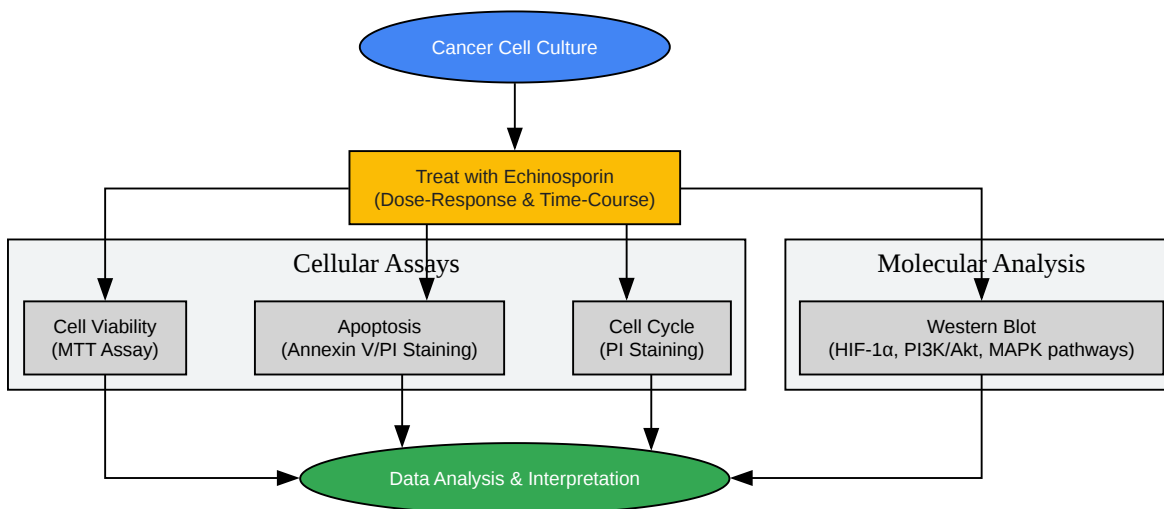 Cancer Cell Culture
Treat with Echinosporin
(Dose-Response & Time-Course)
Cellular Assays
Molecular Analysis
Cell Viability
(MTT Assay)
Apoptosis
(Annexin V/PI Staining)
Cell Cycle
(PI Staining)
Western Blot
(HIF-1α, PI3K/Akt, MAPK pathways)
Data Analysis & Interpretation